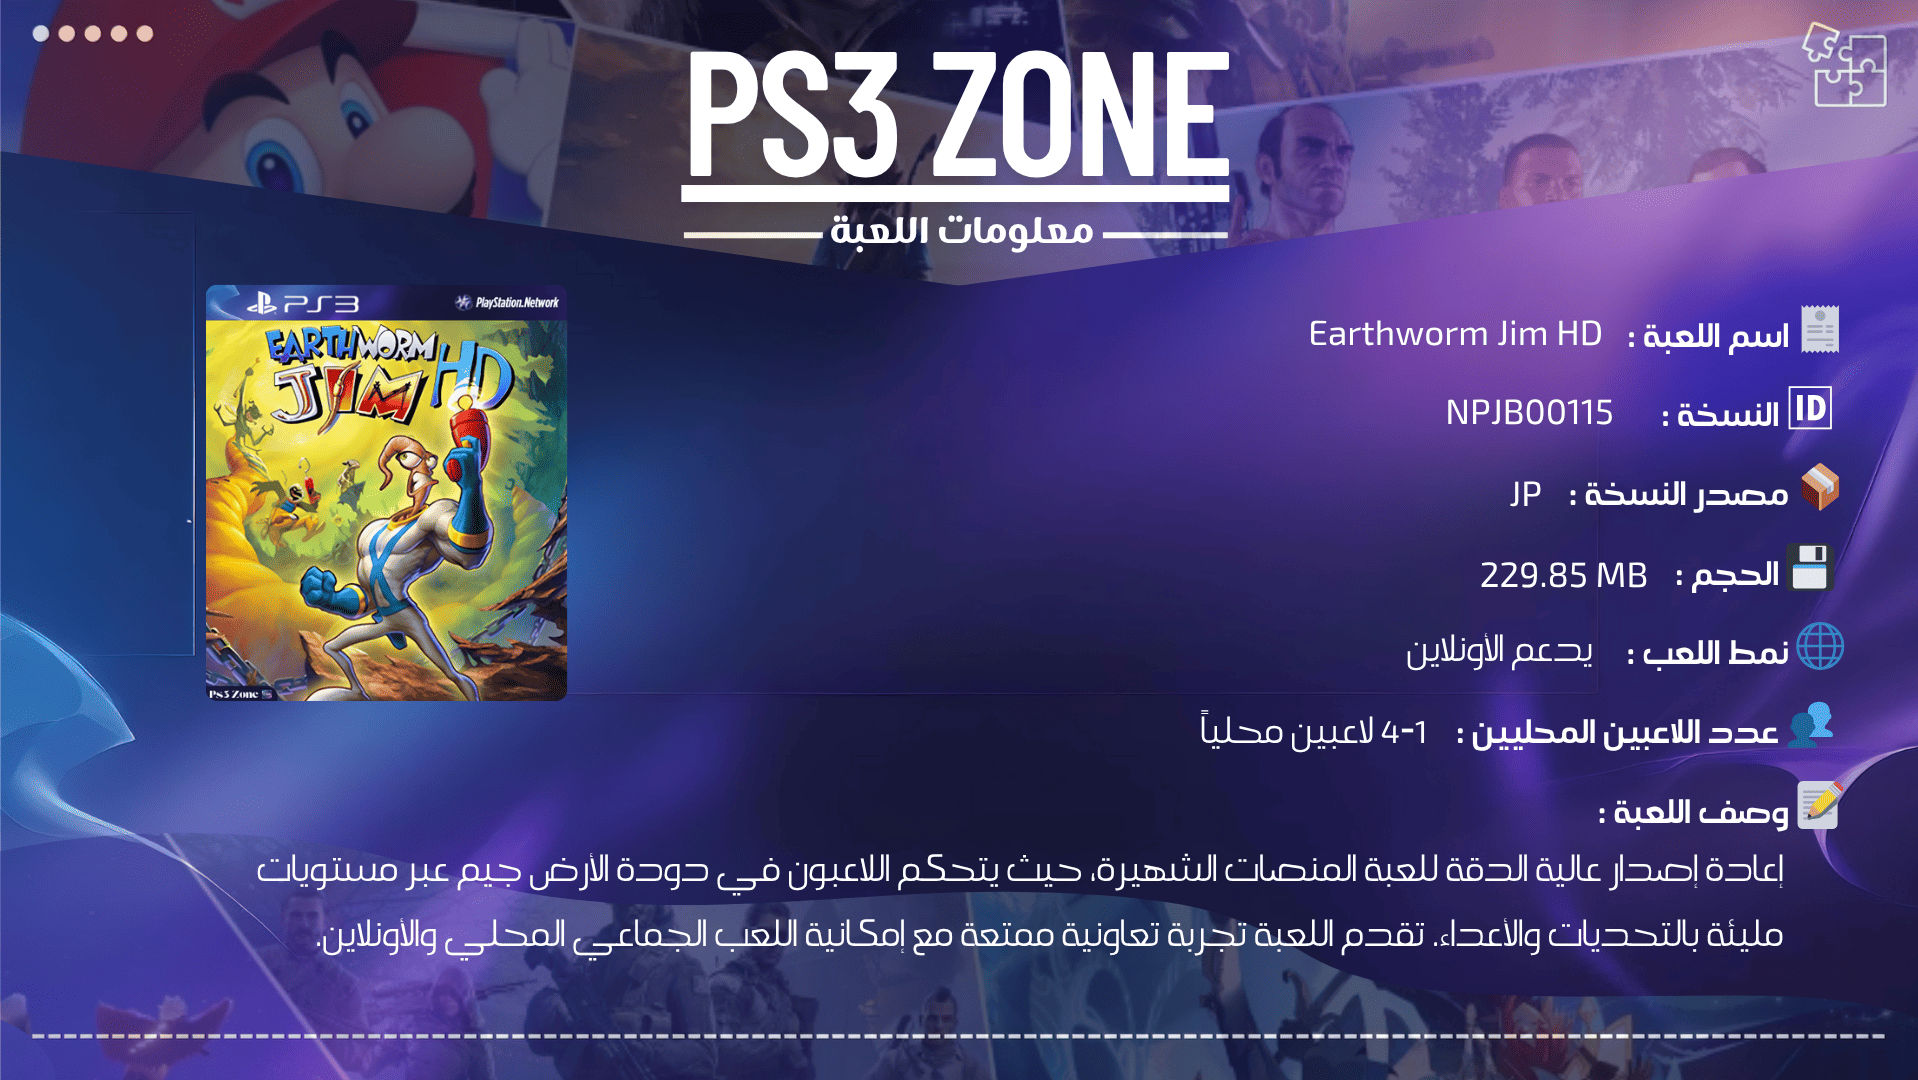 PS3 ZONE
معلومات اللعبة
PS3 PlayStation.Network
EARTHWORM
JIM HD
Ps3 Zone
اسم اللعبة : Earthworm Jim HD
ID النسخة : NPJB00115
مصدر النسخة : JP
الحجم : 229.85 MB
نمط اللعب : يدعم الأونلاين
عدد اللاعبين المحليين : 1-4 لاعبين محلياً
وصف اللعبة :
إعادة إصدار عالية الدقة للعبة المنصات الشهيرة، حيث يتحكم اللاعبون في دودة الأرض جيم عبر مستويات
مليئة بالتحديات والأعداء. تقدم اللعبة تجربة تعاونية ممتعة مع إمكانية اللعب الجماعي المحلي والأونلاين.